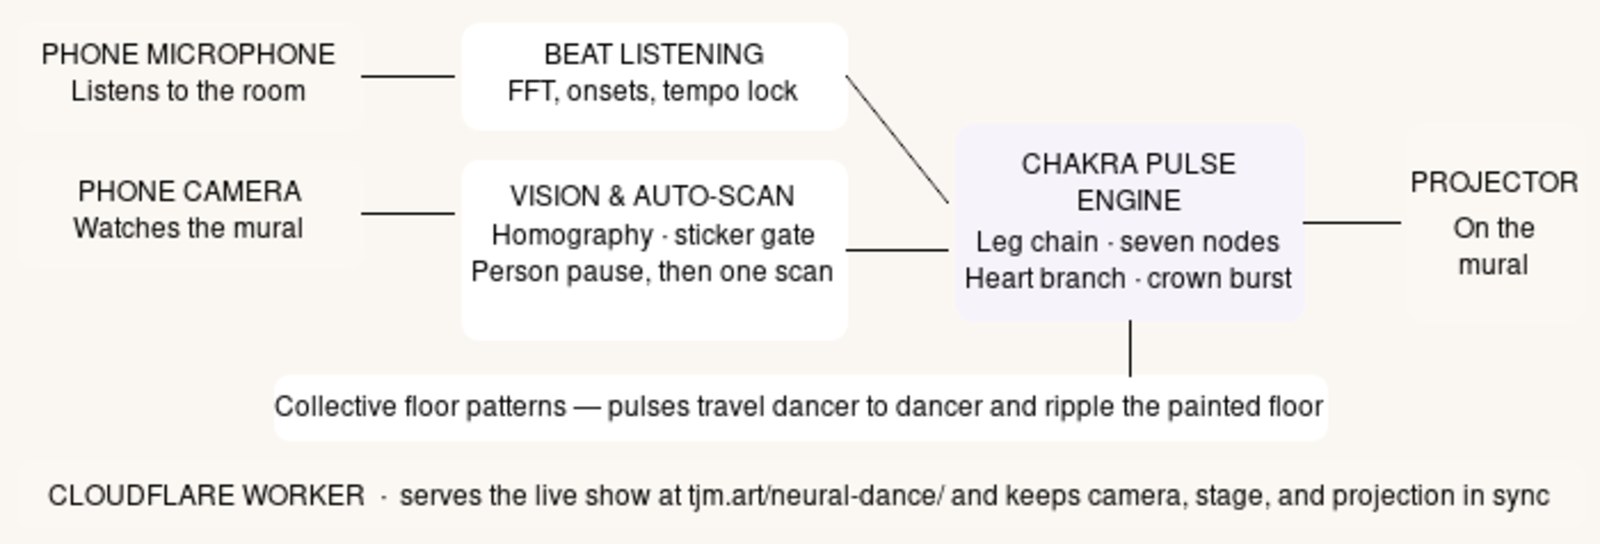 PHONE MICROPHONE
Listens to the room
BEAT LISTENING
FFT, onsets, tempo lock
PHONE CAMERA
Watches the mural
VISION & AUTO-SCAN
Homography · sticker gate
Person pause, then one scan
CHAKRA PULSE
ENGINE
Leg chain · seven nodes
Heart branch · crown burst
PROJECTOR
On the
mural
Collective floor patterns — pulses travel dancer to dancer and ripple the painted floor
CLOUDFLARE WORKER · serves the live show at tjm.art/neural-dance/ and keeps camera, stage, and projection in sync